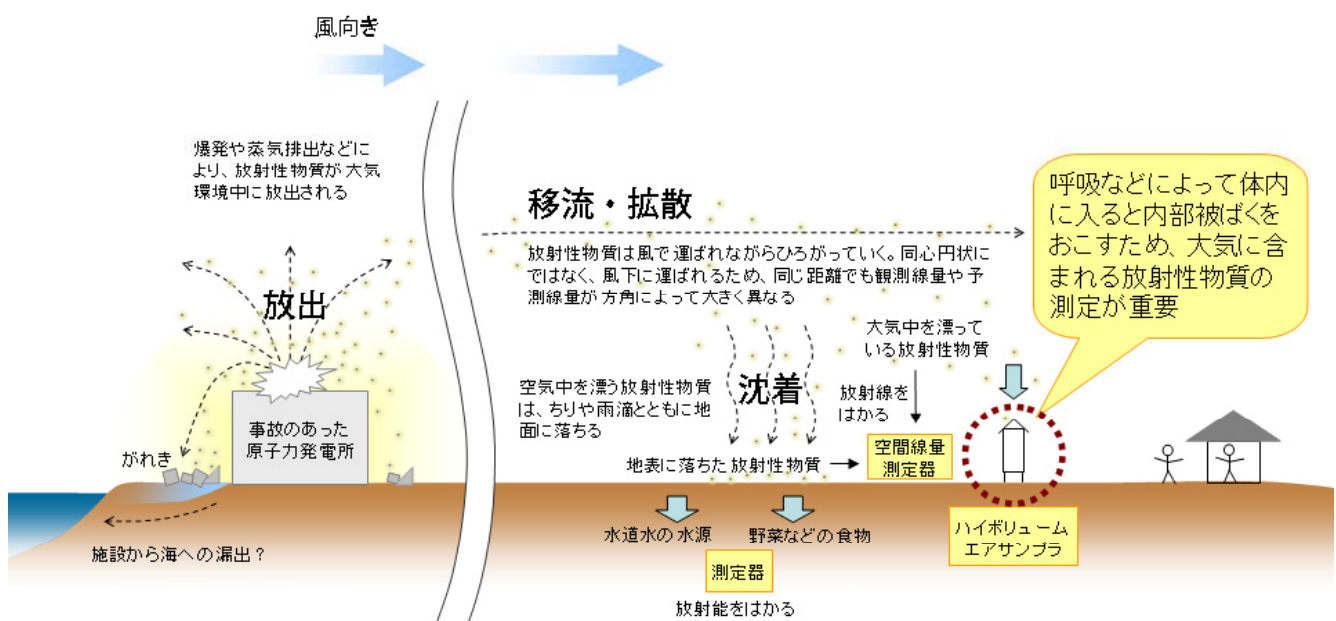 風向き
爆発や蒸気排出などに
より、放射性物質が大気
環境中に放出される
放出
事故のあった
原子力発電所
がれき
施設から海への漏出？
移流・拡散
放射性物質は風で運ばれながらひろがっていく。同心円状に
ではなく、風下に運ばれるため、同じ距離でも観測線量や予
測線量が方角によって大きく異なる
空気中を漂う放射性物質
は、ちりや雨滴とともに地
面に落ちる
沈着
大気中を漂って
いる放射性物質
放射線を
はかる
地表に落ちた放射性物質
空間線量
測定器
呼吸などによって体内
に入ると内部被ばくを
おこすため、大気に含
まれる放射性物質の
測定が重要
水道水の水源
野菜などの食物
測定器
放射能をはかる
ハイボリューム
エアサンプラ